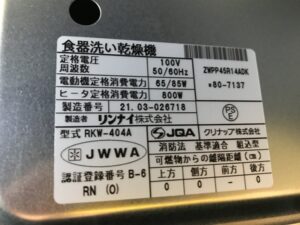 食器洗い乾燥機
定格電圧 100V
周波数 50/60Hz
電動機定格消費電力 65/85W
ヒータ定格消費電力 800W
製造番号 21.03-026718
ZWPP45R14ADK
※80-7137
製造者 リンナイ株式会社
PS E
型式 RKW-404A
JQA クリナップ株式会社
JWWA
認証登録番号 B-6
RN (0)
消防法 基準適合 組込型
可燃物からの離隔距離(cm)
上方 側方 前方 後方
0 0 - 0